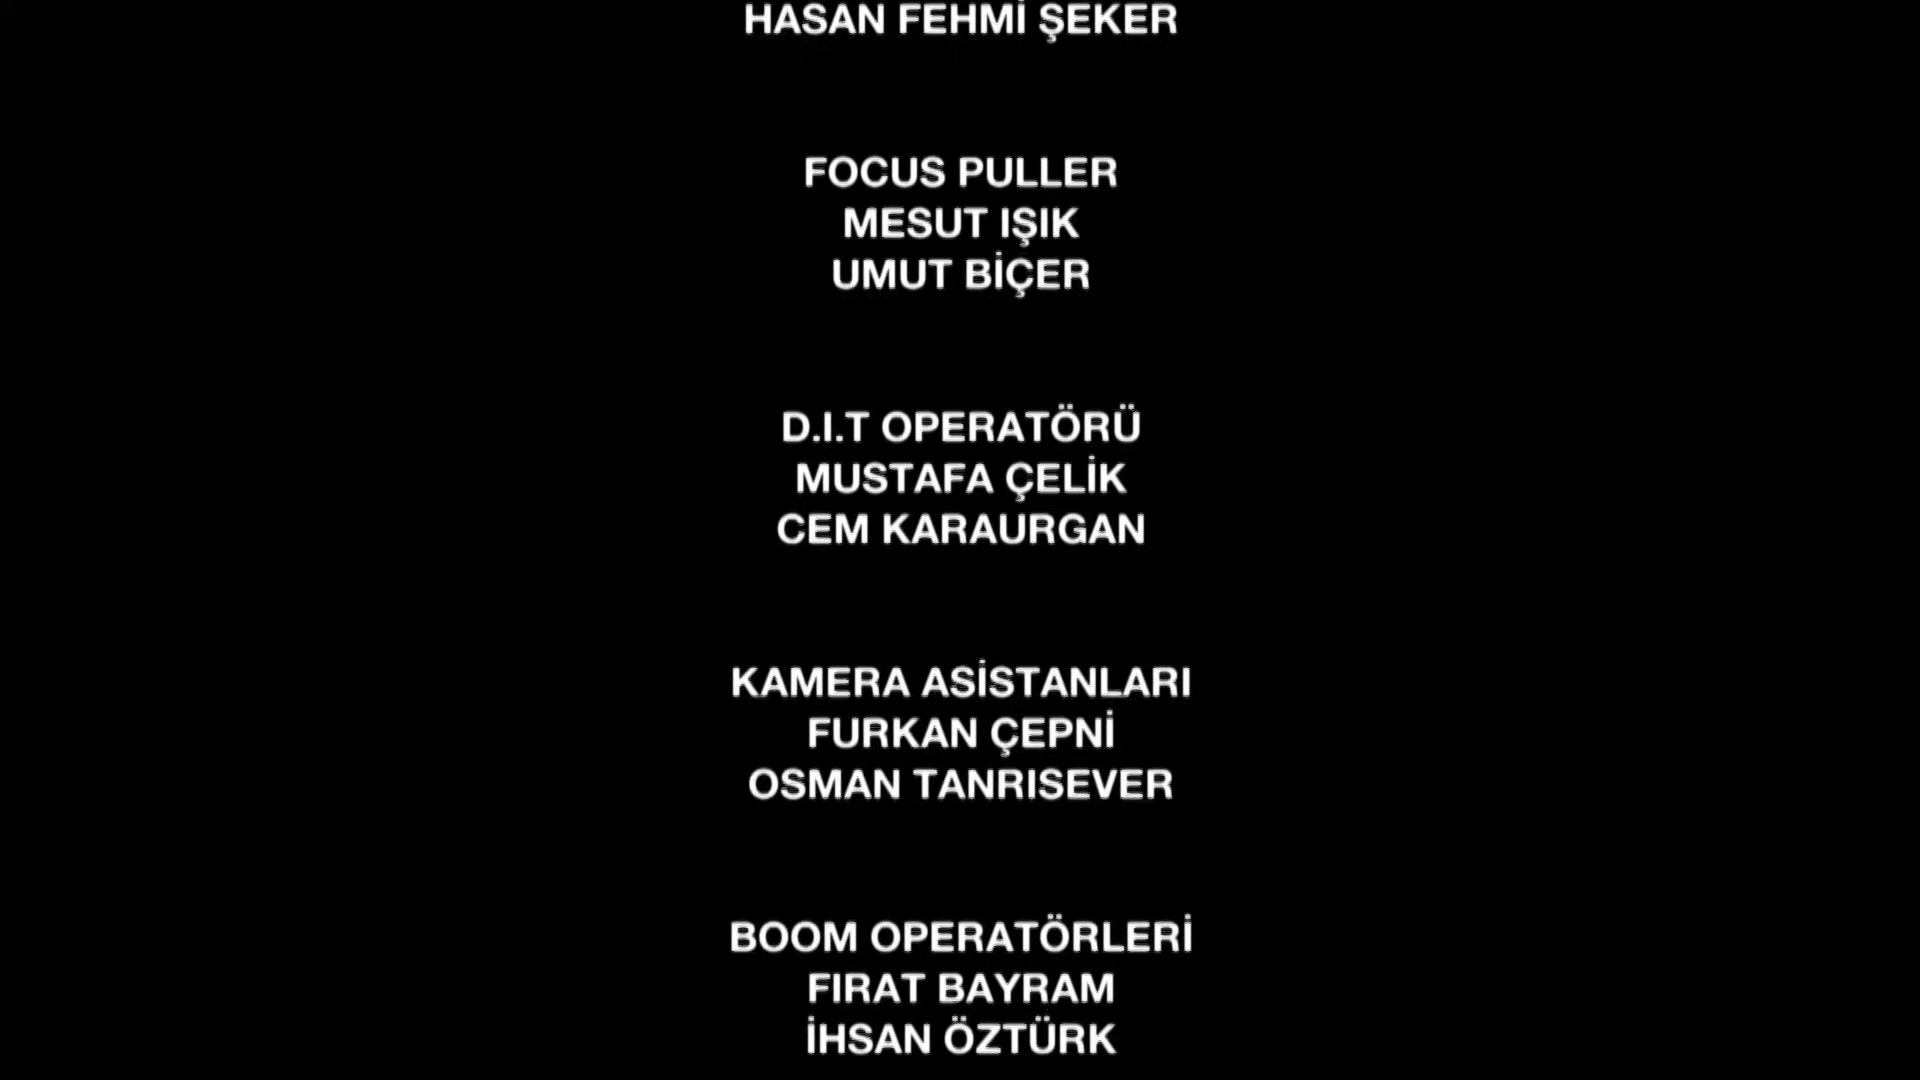 HASAN FEHMİ ŞEKER
FOCUS PULLER
MESUT IŞIK
UMUT BİÇER
D.I.T OPERATÖRÜ
MUSTAFA ÇELİK
CEM KARAURGAN
KAMERA ASİSTANLARI
FURKAN ÇEPNİ
OSMAN TANRISEVER
BOOM OPERATÖRLERİ
FIRAT BAYRAM
İHSAN ÖZTÜRK